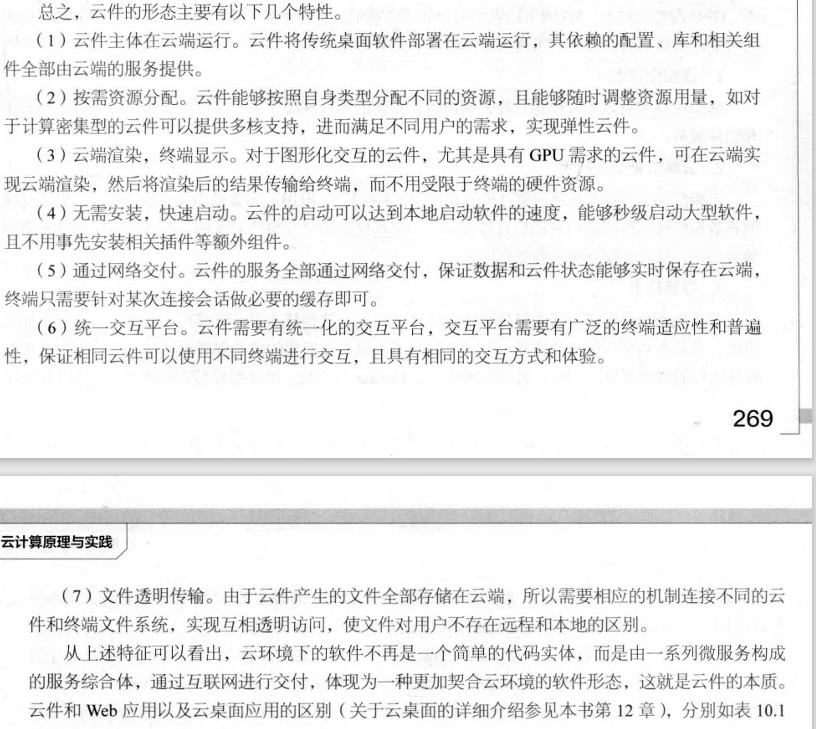 总之，云件的形态主要有以下几个特性。
（1）云件主体在云端运行。云件将传统桌面软件部署在云端运行，其依赖的配置、库和相关组
件全部由云端的服务提供。
（2）按需资源分配。云件能够按照自身类型分配不同的资源，且能够随时调整资源用量，如对
于计算密集型的云件可以提供多核支持，进而满足不同用户的需求，实现弹性云件。
（3）云端渲染，终端显示。对于图形化交互的云件，尤其是具有 GPU 需求的云件，可在云端实
现云端渲染，然后将渲染后的结果传输给终端，而不用受限于终端的硬件资源。
（4）无需安装，快速启动。云件的启动可以达到本地启动软件的速度，能够秒级启动大型软件，
且不用事先安装相关插件等额外组件。
（5）通过网络交付。云件的服务全部通过网络交付，保证数据和云件状态能够实时保存在云端，
终端只需要针对某次连接会话做必要的缓存即可。
（6）统一交互平台。云件需要有统一化的交互平台，交互平台需要有广泛的终端适应性和普遍
性，保证相同云件可以使用不同终端进行交互，且具有相同的交互方式和体验。
269
云计算原理与实践
（7）文件透明传输。由于云件产生的文件全部存储在云端，所以需要相应的机制连接不同的云
件和终端文件系统，实现互相透明访问，使文件对用户不存在远程和本地的区别。
从上述特征可以看出，云环境下的软件不再是一个简单的代码实体，而是由一系列微服务构成
的服务综合体，通过互联网进行交付，体现为一种更加契合云环境的软件形态，这就是云件的本质。
云件和 Web 应用以及云桌面应用的区别（关于云桌面的详细介绍参见本书第 12 章），分别如表 10.1